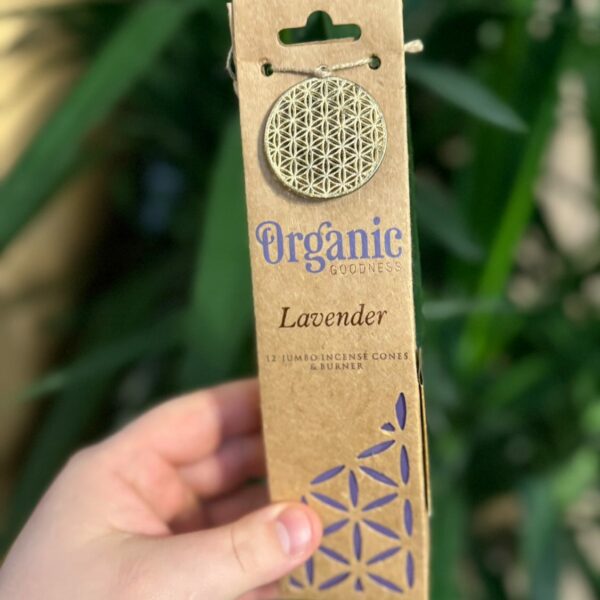 Organic
GOODNESS
Lavender
12 JUMBO INCENSE CONES
& BURNER